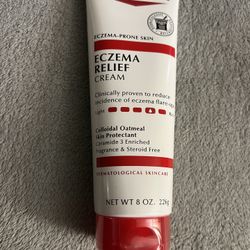 ECZEMA-PRONE SKIN
ECZEMA
RELIEF
CREAM
Clinically proven to reduce
incidence of eczema flare-ups
Colloidal Oatmeal
Skin Protectant
Ceramide 3 Enriched
Fragrance & Steroid Free
DERMATOLOGICAL SKINCARE
NET WT 8 OZ. 226g